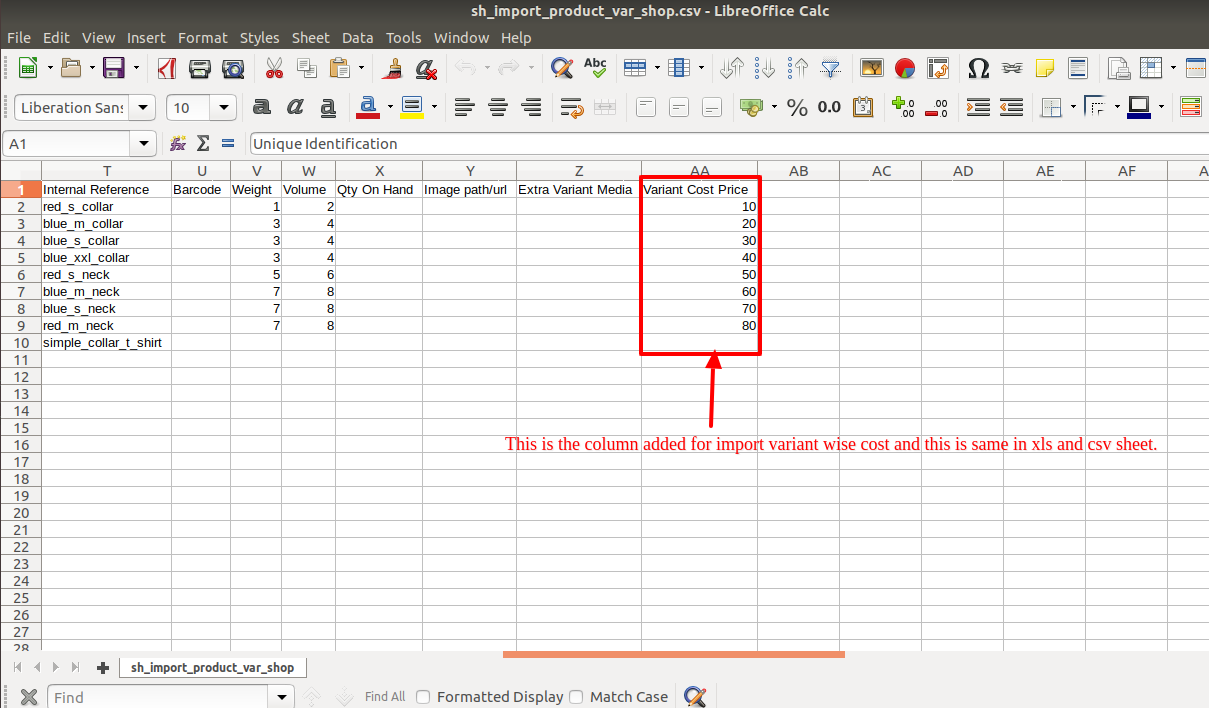 sh_import_product_var_shop.csv - LibreOffice Calc
File Edit View Insert Format Styles Sheet Data Tools Window Help
Abc
Liberation Sans 10 a a a a % 0.0
A1 Σ = Unique Identification
T U V W X Y Z AA AB AC AD AE AF A
1 Internal Reference Barcode Weight Volume Qty On Hand Image path/url Extra Variant Media Variant Cost Price
2 red_s_collar 1 2 10
3 blue_m_collar 3 4 20
4 blue_s_collar 3 4 30
5 blue_xxl_collar 3 4 40
6 red_s_neck 5 6 50
7 blue_m_neck 7 8 60
8 blue_s_neck 7 8 70
9 red_m_neck 7 8 80
10 simple_collar_t_shirt
11
12
13
14
15
16 This is the column added for import variant wise cost and this is same in xls and csv sheet.
17
18
19
20
21
22
23
24
25
26
27
28
sh_import_product_var_shop
Find Find All Formatted Display Match Case